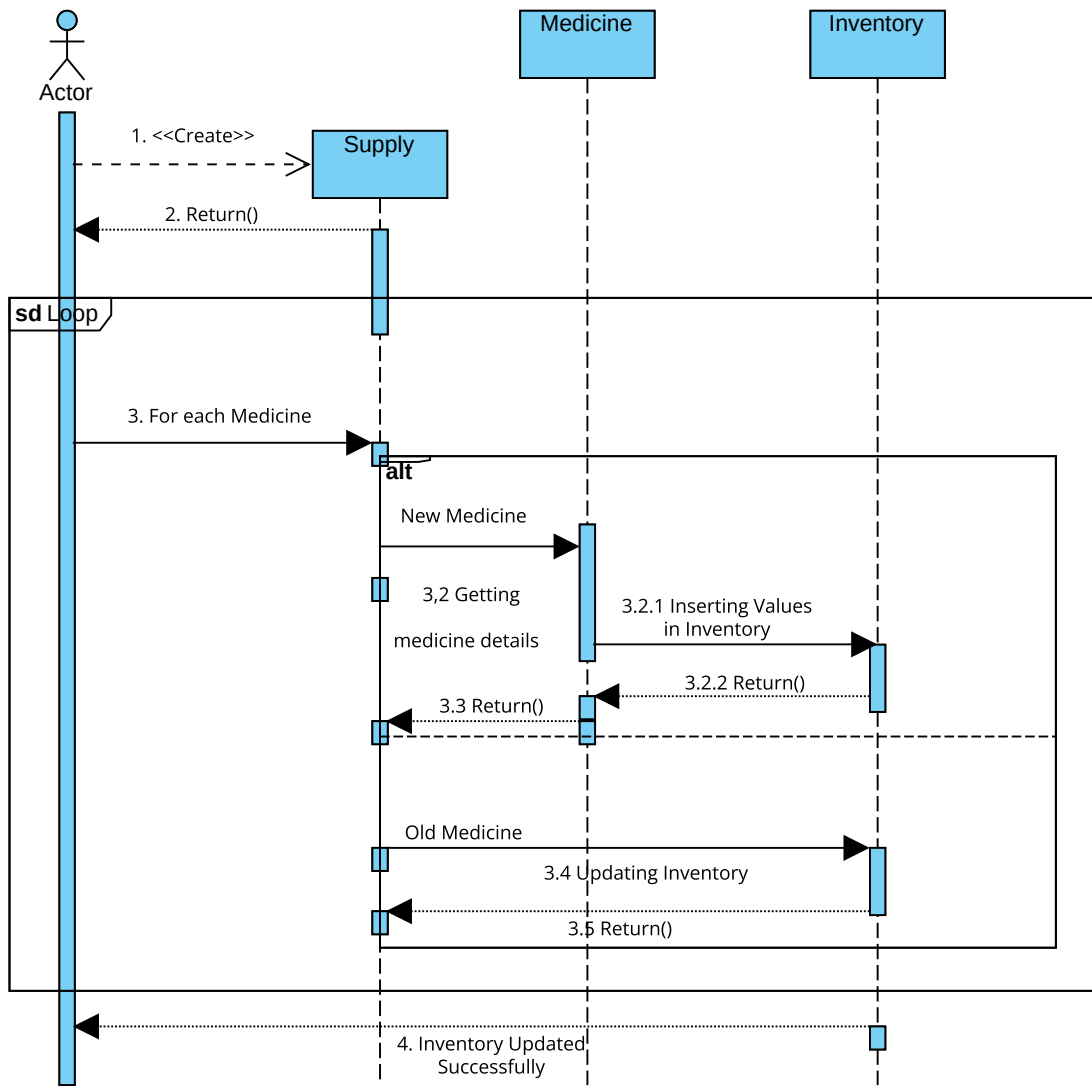 Medicine
Inventory
Actor
1. <<Create>>
Supply
2. Return()
sd Loop
3. For each Medicine
alt
New Medicine
3,2 Getting
medicine details
3.2.1 Inserting Values
in Inventory
3.2.2 Return()
3.3 Return()
Old Medicine
3.4 Updating Inventory
3.5 Return()
4. Inventory Updated
Successfully